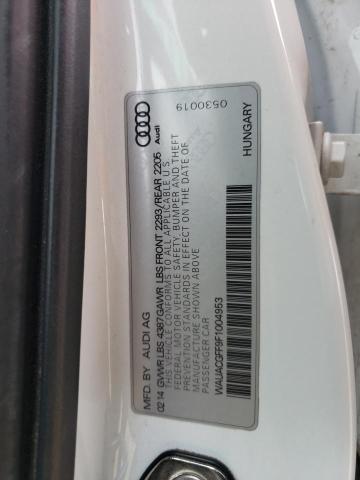 0530019
MFD. BY AUDI AG
02 14 GVWR LBS 4387 GAWR LBS FRONT 2293 / REAR 2205
THIS VEHICLE CONFORMS TO ALL APPLICABLE U.S.
FEDERAL MOTOR VEHICLE SAFETY, BUMPER AND THEFT
PREVENTION STANDARDS IN EFFECT ON THE DATE OF
MANUFACTURE SHOWN ABOVE
PASSENGER CAR
WAUACGFF9F1004953
HUNGARY